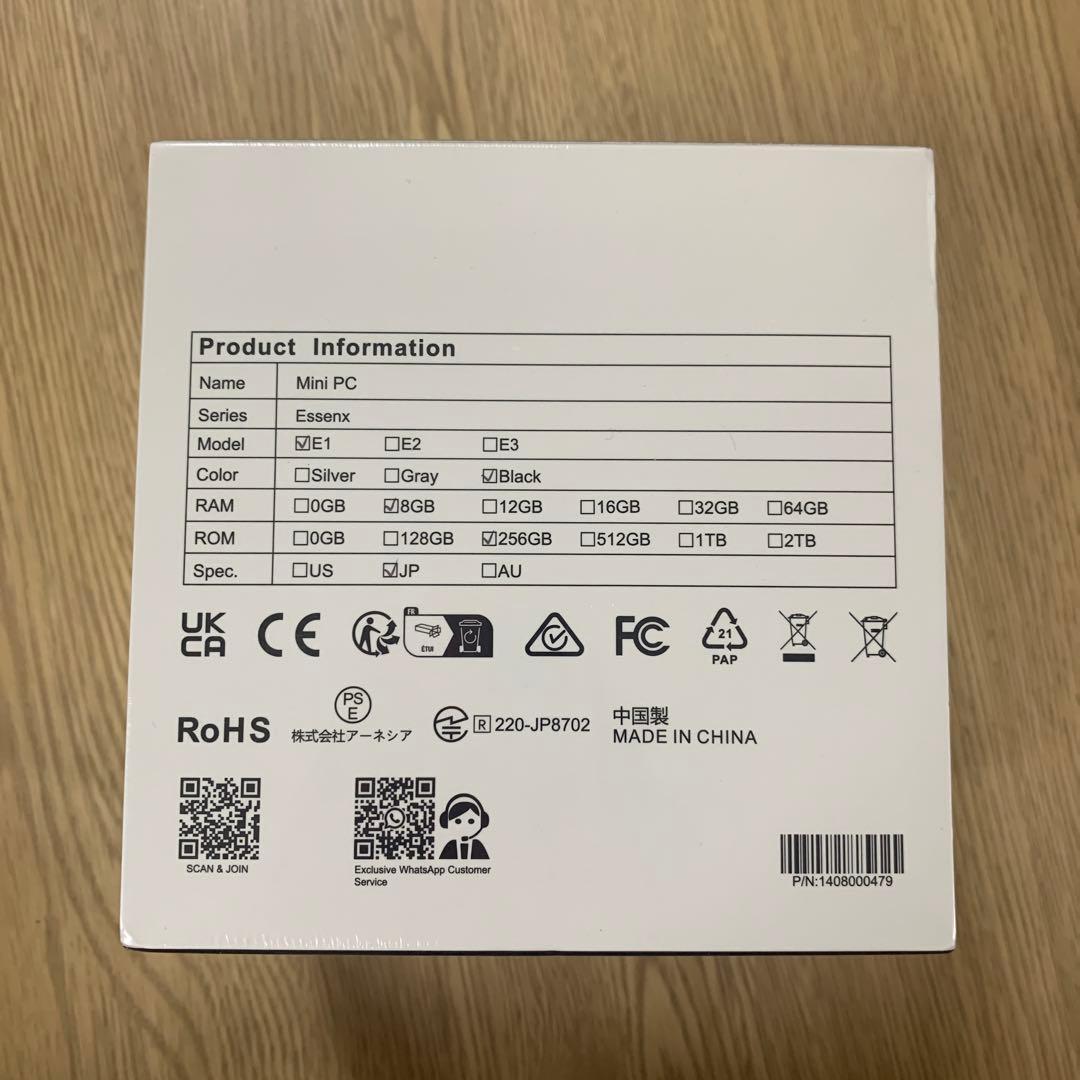 Product Information
Name Mini PC
Series Essenx
Model ☑E1 ☐E2 ☐E3
Color ☐Silver ☐Gray ☑Black
RAM ☐0GB ☑8GB ☐12GB ☐16GB ☐32GB ☐64GB
ROM ☐0GB ☐128GB ☑256GB ☐512GB ☐1TB ☐2TB
Spec. ☐US ☑JP ☐AU
UK
CA
CE
FR
ÉTUI
FC
21
PAP
RoHS
PS
E
株式会社アーネシア
R 220-JP8702
中国製
MADE IN CHINA
SCAN & JOIN
Exclusive WhatsApp Customer
Service
P/N:1408000479